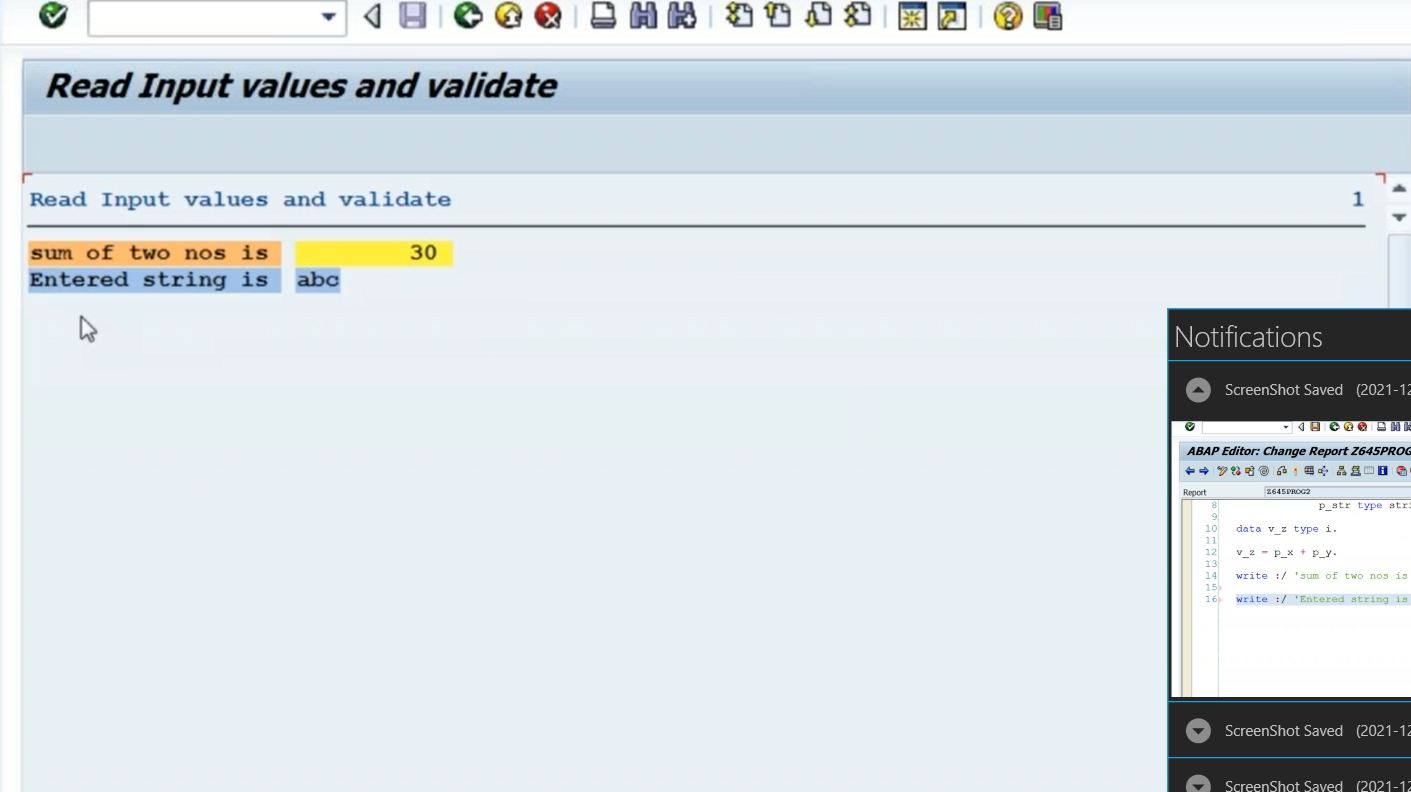 Read Input values and validate
Read Input values and validate 1
sum of two nos is 30
Entered string is abc
Notifications
ScreenShot Saved (2021-12
ABAP Editor: Change Report Z645PROG
Report Z645PROG2
8 p_str type stri
9
10 data v_z type i.
11
12 v_z = p_x + p_y.
13
14 write :/ 'sum of two nos is
15
16 write :/ 'Entered string is
ScreenShot Saved (2021-12
ScreenShot Saved (2021-12